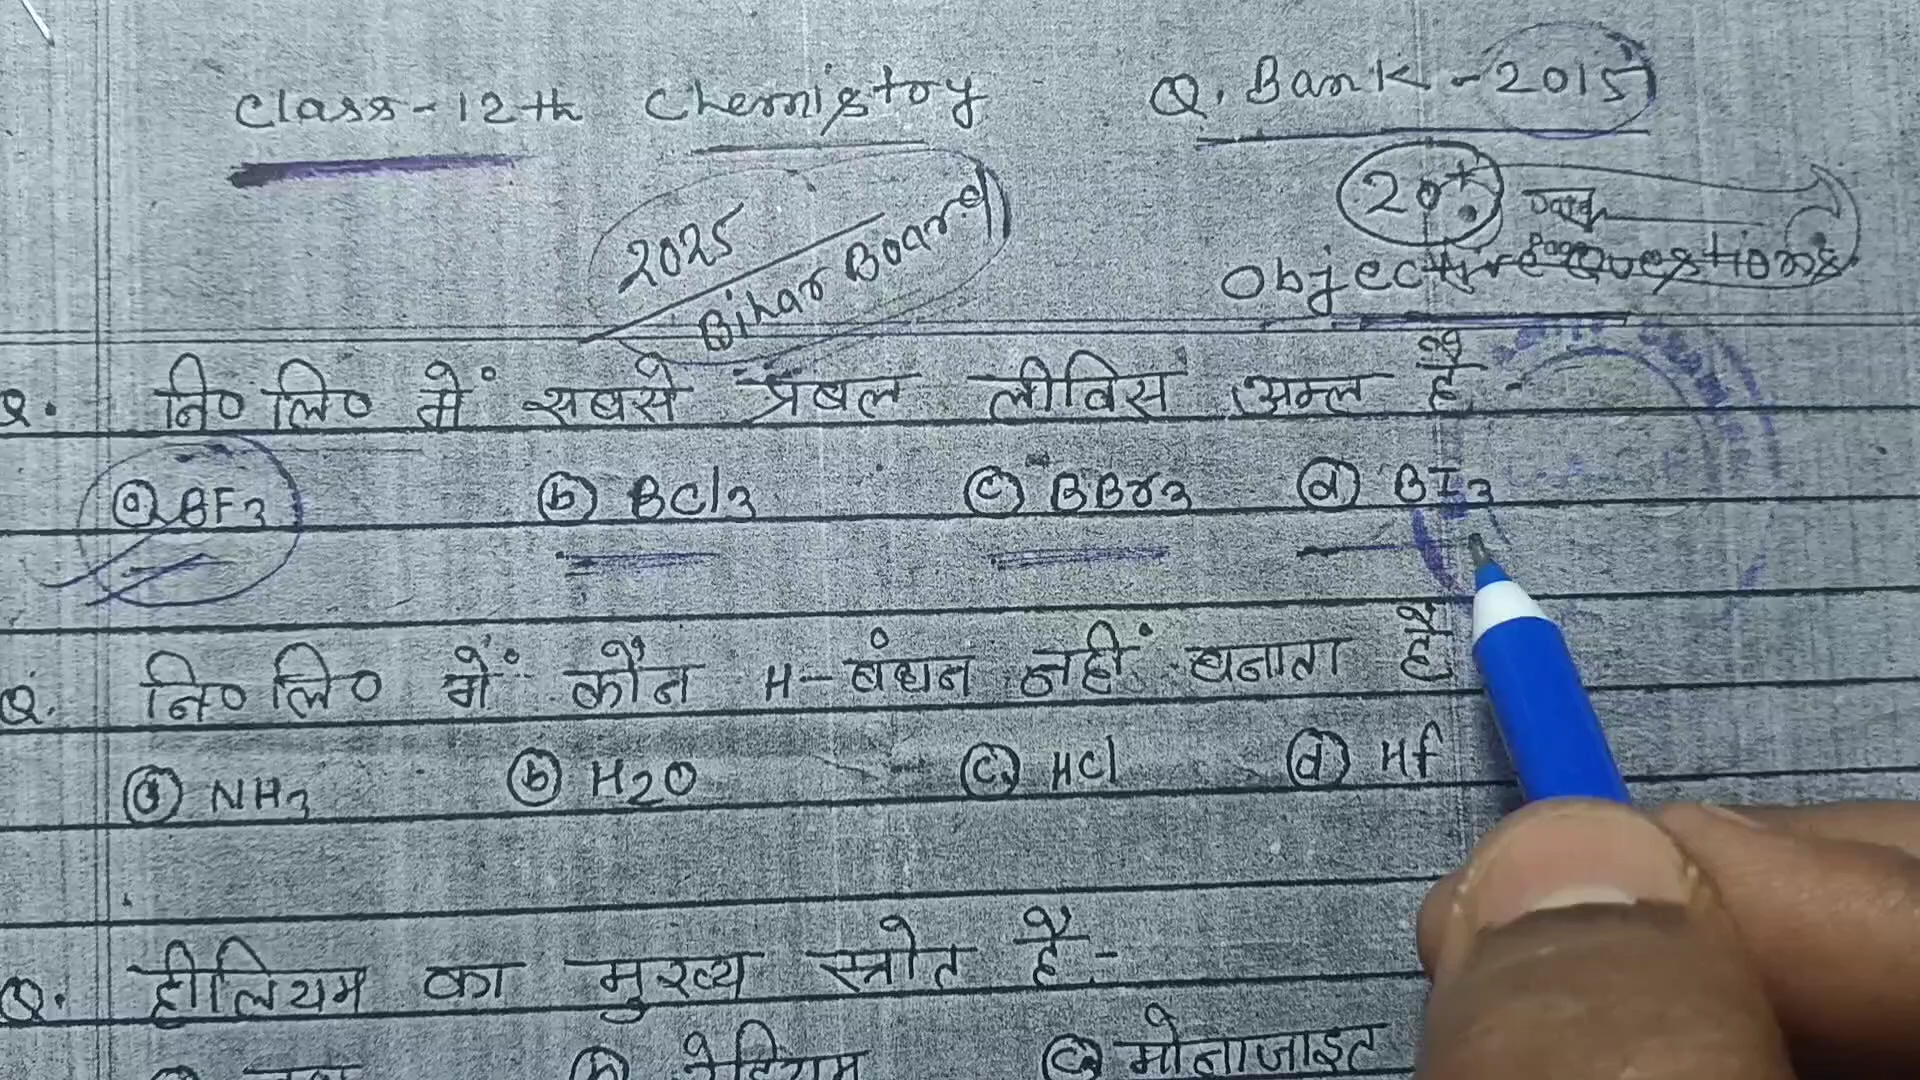 Class-12th Chemistry Q. Bank-2015
20+
2025 Objective Questions
Bihar Board
Q. नि० लि० में सबसे प्रबल लीविस अम्ल है -
(a) BF3 (b) BCl3 (c) BBr3 (d) BI3
Q. नि० लि० में कौन H-बंधन नहीं बनाता है
(a) NH3 (b) H2O (c) HCl (d) Hf
Q. हीलियम का मुख्य स्त्रोत है:-
(c) मोनाजाइट